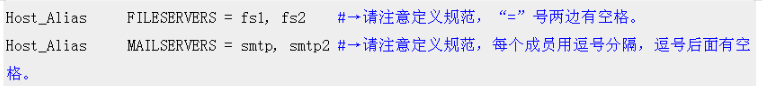 Host_Alias    FILESERVERS = fs1, fs2    #→请注意定义规范，“=”号两边有空格。
Host_Alias    MAILSERVERS = smtp, smtp2 #→请注意定义规范，每个成员用逗号分隔，逗号后面有空
格。